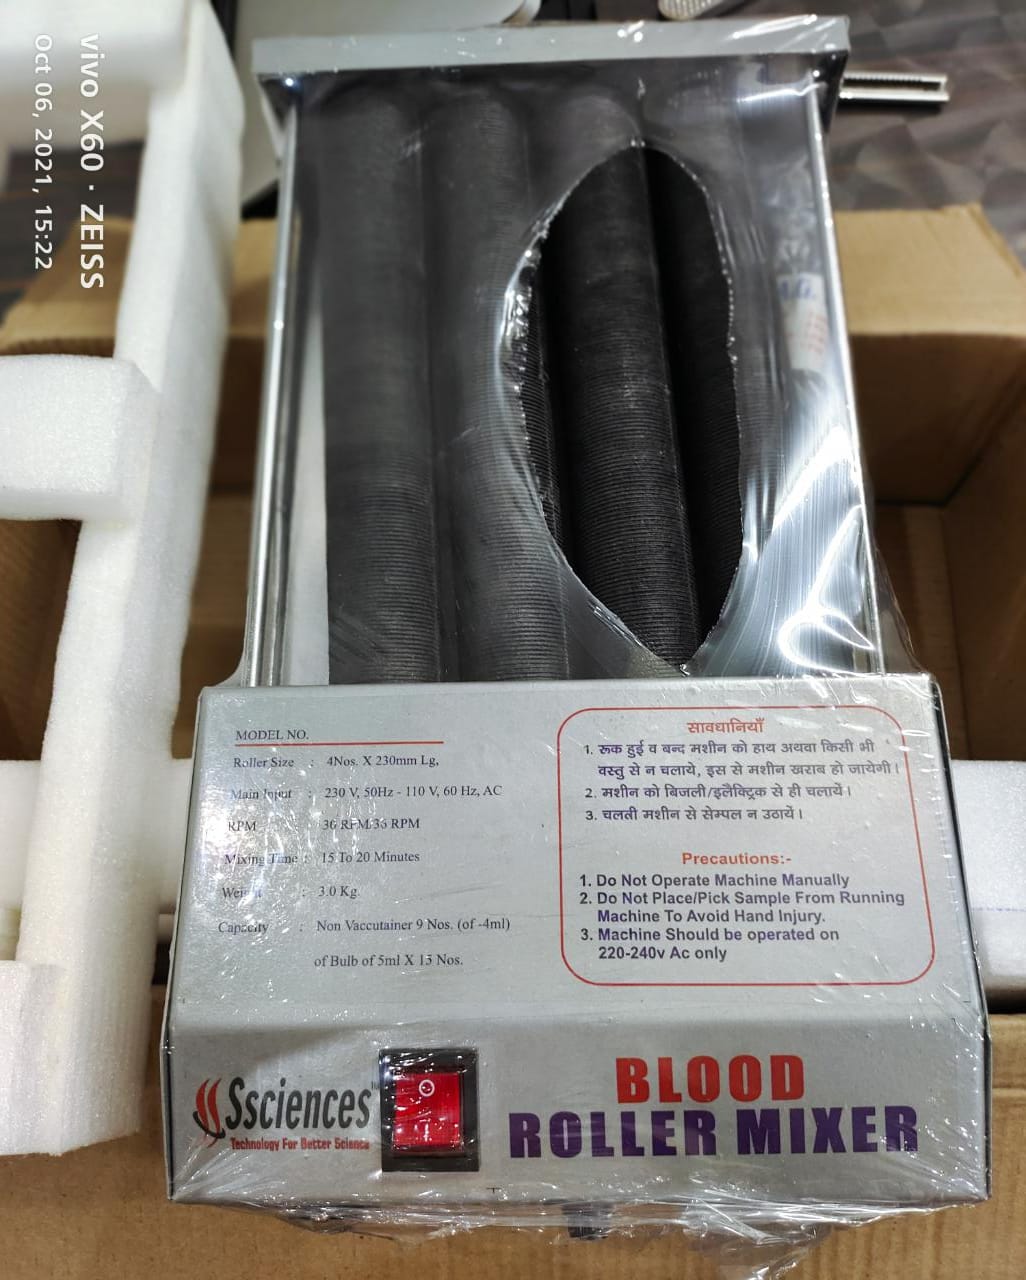 vivo X60 · ZEISS
Oct 06, 2021, 15:22
MODEL NO.
Roller Size : 4Nos. X 230mm Lg,
Main Input : 230 V, 50Hz - 110 V, 60 Hz, AC
RPM : 36 RPM/36 RPM
Mixing Time : 15 To 20 Minutes
Weight : 3.0 Kg.
Capacity : Non Vaccutainer 9 Nos. (of -4ml)
of Bulb of 5ml X 13 Nos.
सावधानियाँ
1. रूक हुई व बन्द मशीन को हाथ अथवा किसी भी
वस्तु से न चलाये, इस से मशीन खराब हो जायेगी।
2. मशीन को बिजली/इलैक्ट्रिक से ही चलायें।
3. चलती मशीन से सेम्पल न उठायें।
Precautions:-
1. Do Not Operate Machine Manually
2. Do Not Place/Pick Sample From Running
Machine To Avoid Hand Injury.
3. Machine Should be operated on
220-240v Ac only
Ssciences
Technology For Better Science
BLOOD
ROLLER MIXER